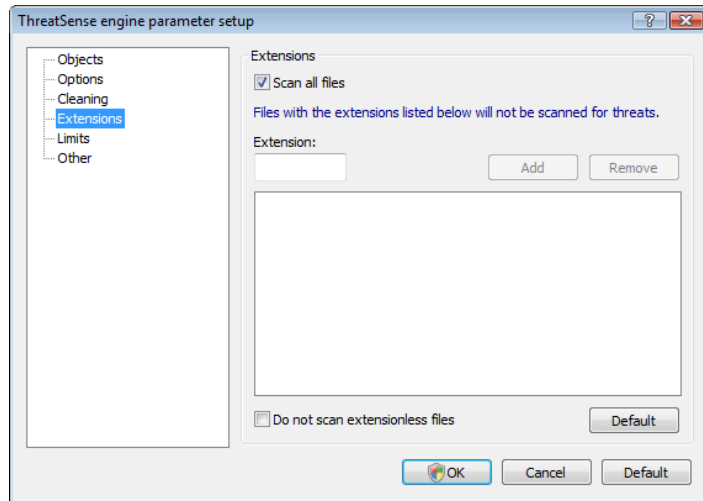 ThreatSense engine parameter setup
Objects
Options
Cleaning
Extensions
Limits
Other
Extensions
Scan all files
Files with the extensions listed below will not be scanned for threats.
Extension:
Add
Remove
Do not scan extensionless files
Default
OK
Cancel
Default